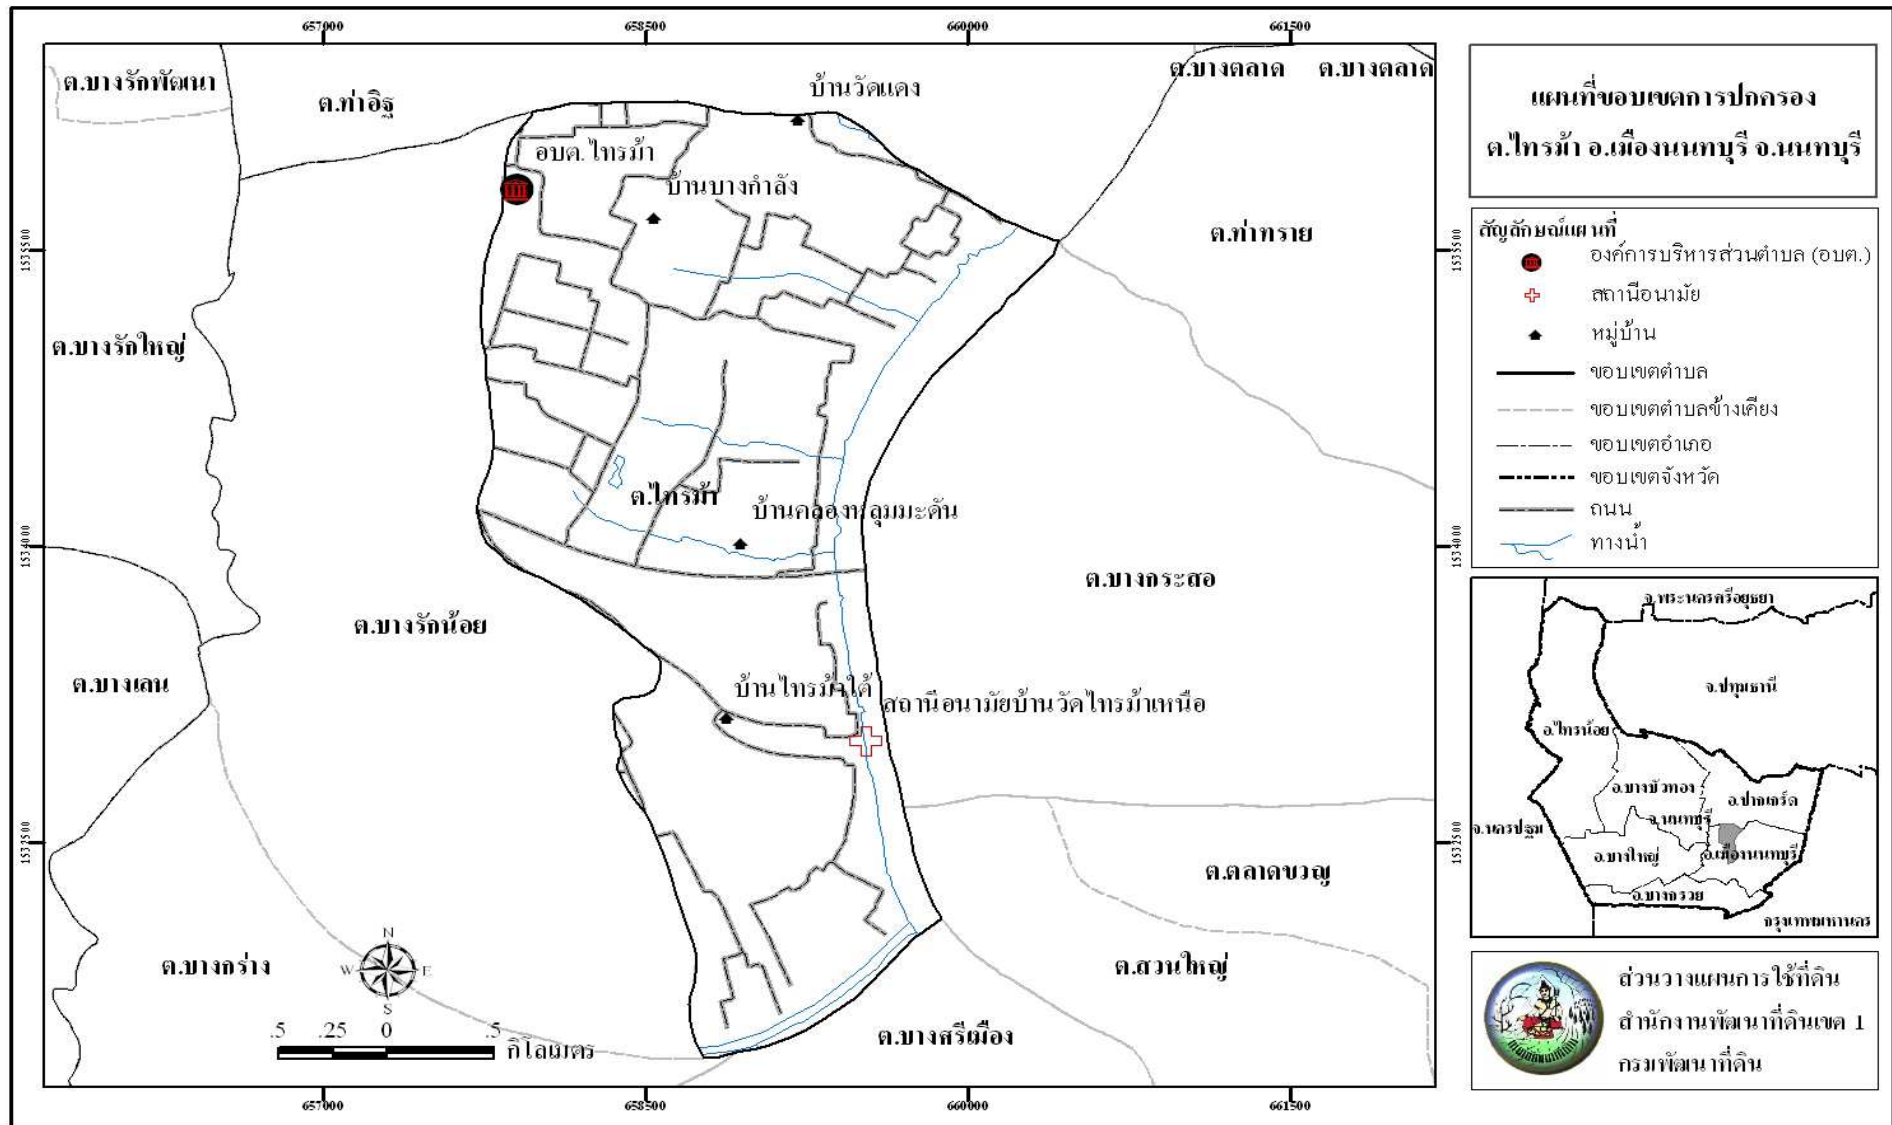 657000 658500 660000 661500
ต.บางรักพัฒนา
ต.ท่าอิฐ
บ้านวัดแดง
ต.บางตลาด ต.บางตลาด
อบต.ไทรม้า
บ้านบางกำลัง
ต.ท่าทราย
1535500 1535500
ต.บางรักใหญ่
ต.ไทรม้า
บ้านคลองหลุมมะดัน
1534000 1534000
ต.บางกระสอ
ต.บางรักน้อย
ต.บางเลน
บ้านไทรม้าใต้
สถานีอนามัยบ้านวัดไทรม้าเหนือ
1532500 1532500
ต.ตลาดขวัญ
ต.บางกร่าง
ต.สวนใหญ่
ต.บางศรีเมือง
N
W E
S
.5 .25 0 .5
กิโลเมตร
657000 658500 660000 661500
แผนที่ขอบเขตการปกครอง
ต.ไทรม้า อ.เมืองนนทบุรี จ.นนทบุรี
สัญลักษณ์แผนที่
องค์การบริหารส่วนตำบล (อบต.)
สถานีอนามัย
หมู่บ้าน
ขอบเขตตำบล
ขอบเขตตำบลข้างเคียง
ขอบเขตอำเภอ
ขอบเขตจังหวัด
ถนน
ทางน้ำ
จ.พระนครศรีอยุธยา
จ.ปทุมธานี
อ.ไทรน้อย
อ.บางบัวทอง
อ.ปากเกร็ด
จ.นนทบุรี
จ.นครปฐม
อ.บางใหญ่
อ.เมืองนนทบุรี
อ.บางกรวย
กรุงเทพมหานคร
ส่วนวางแผนการใช้ที่ดิน
สำนักงานพัฒนาที่ดินเขต 1
กรมพัฒนาที่ดิน